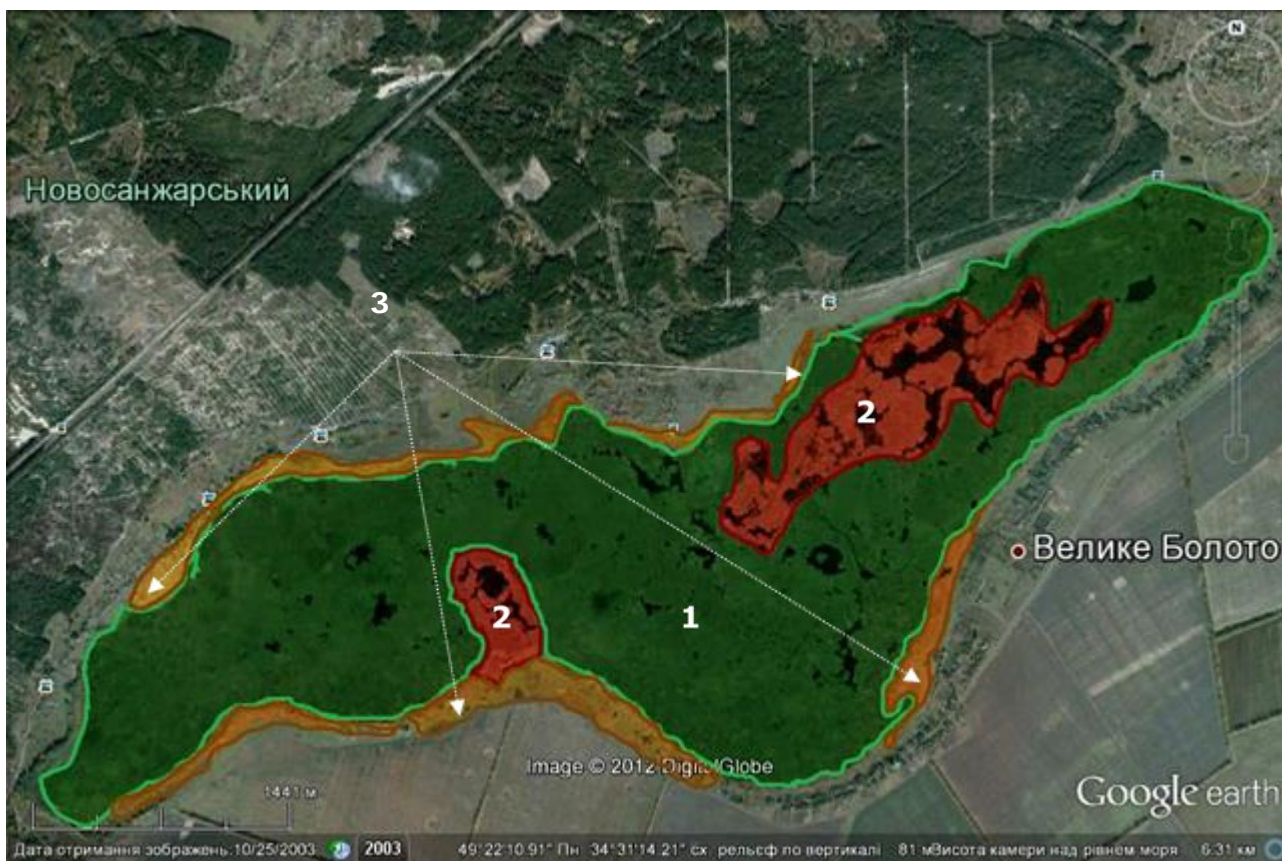 N
Новосанжарський
3
2
Велике Болото
2
1
Image © 2012 DigitalGlobe
1441 м
Google earth
Дата отримання зображень: 10/25/2003 2003 49°22'10.91" Пн 34°31'14.21" сх рельєф по вертикалі 81 мВисота камери над рівнем моря 6.31 км